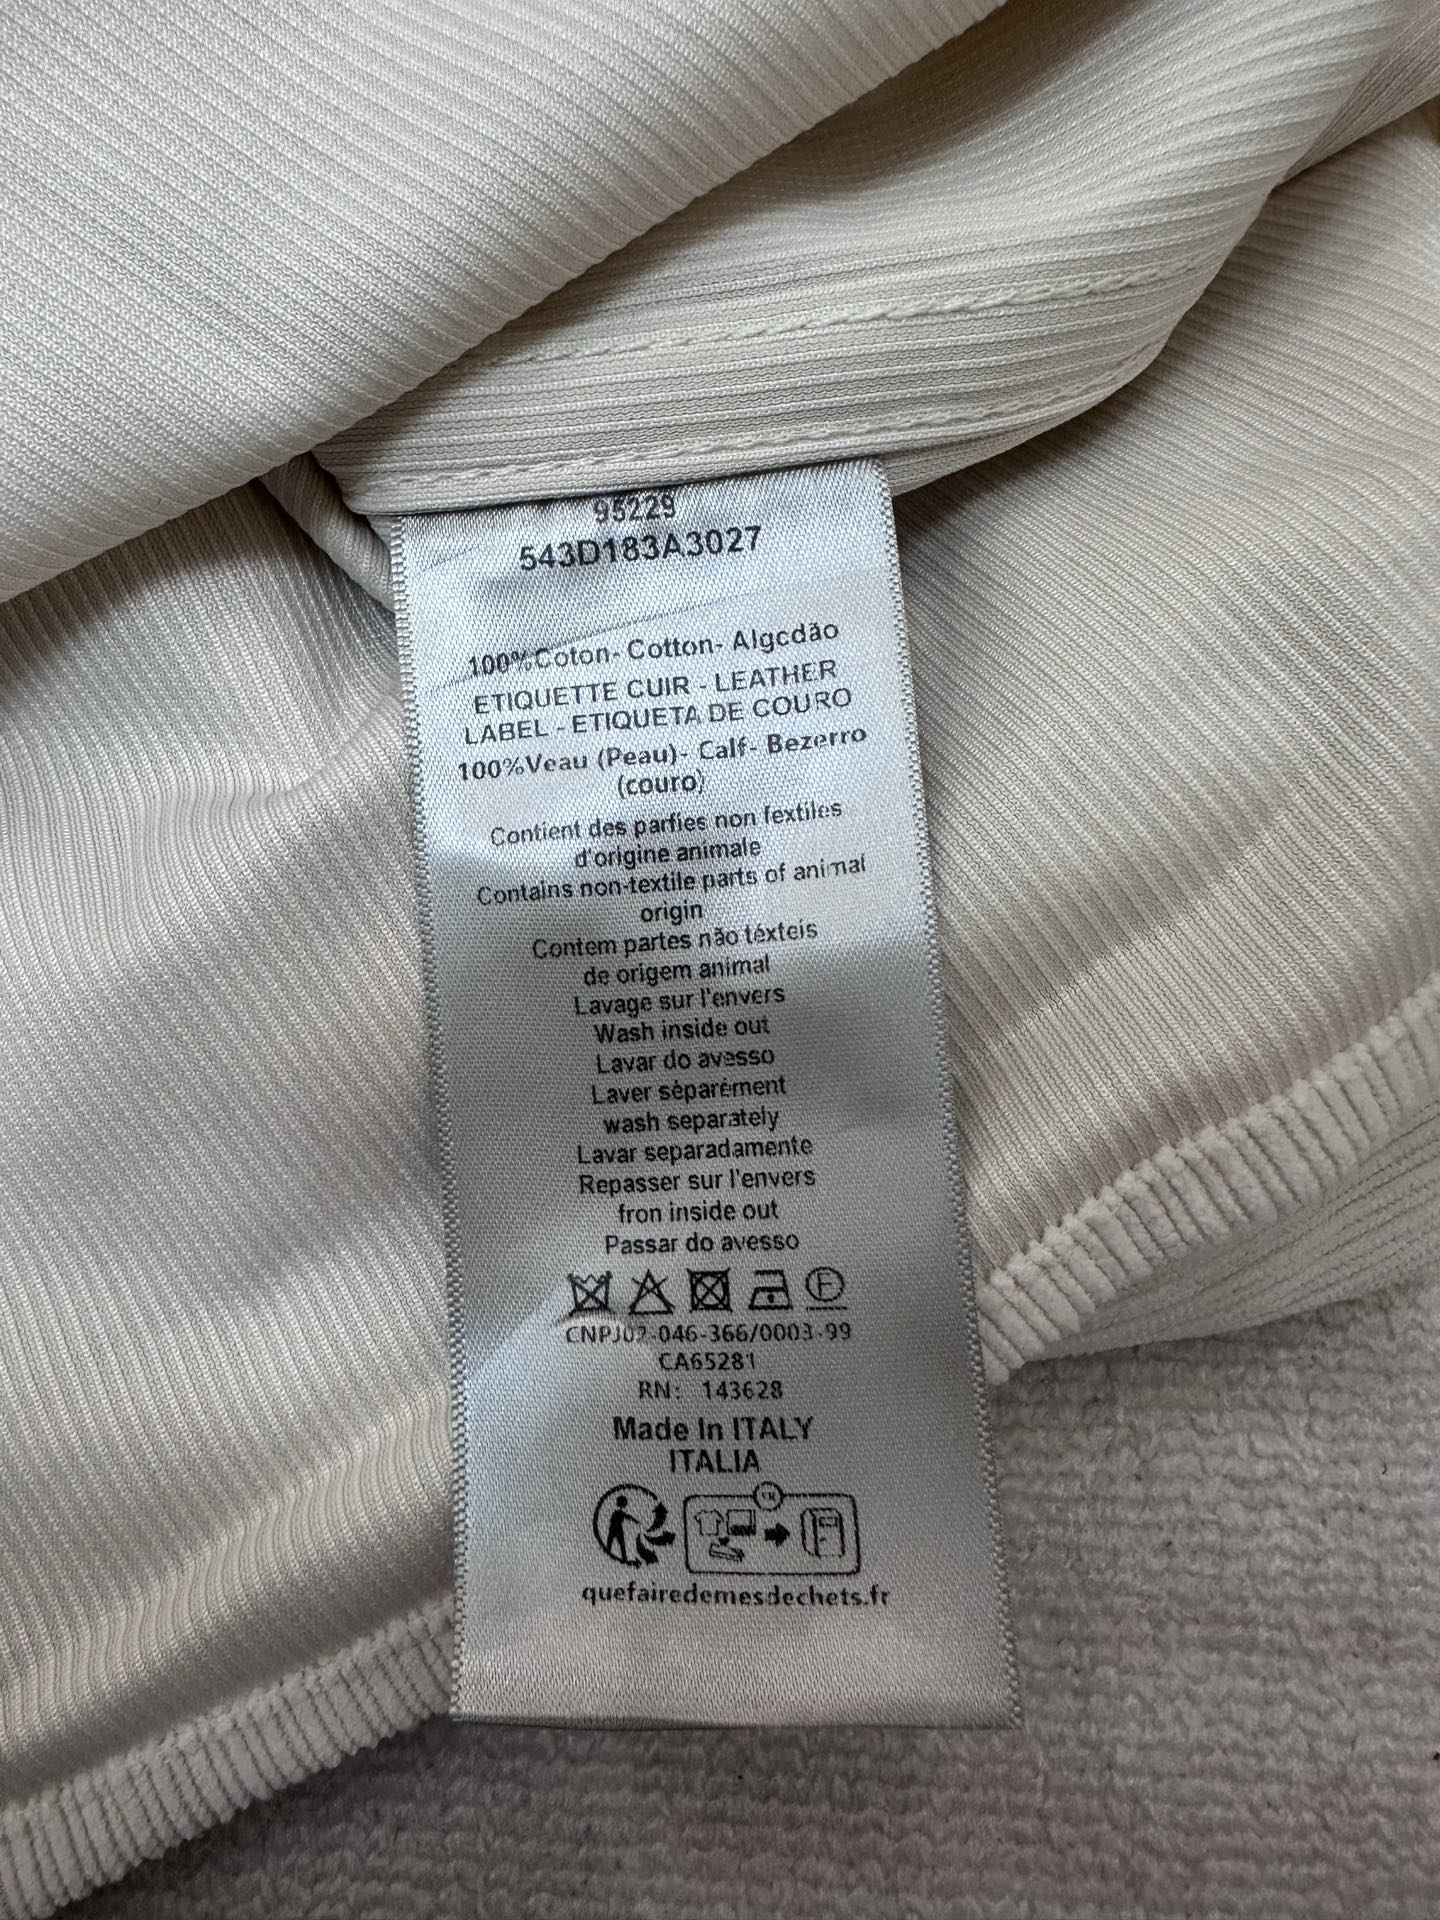 95229
543D183A3027
100%Coton- Cotton- Algcdão
ETIQUETTE CUIR - LEATHER
LABEL - ETIQUETA DE COURO
100%Veau (Peau)- Calf- Bezerro
(couro)
Contient des parfies non fextiles
d'origine animale
Contains non-textile parts of animal
origin
Contem partes não téxteis
de origem animal
Lavage sur l'envers
Wash inside out
Lavar do avesso
Laver séparément
wash separately
Lavar separadamente
Repasser sur l'envers
fron inside out
Passar do avesso
F
CNPJ07-046-366/0003-99
CA65281
RN: 143628
Made In ITALY
ITALIA
FR
quefairedemesdechets.fr